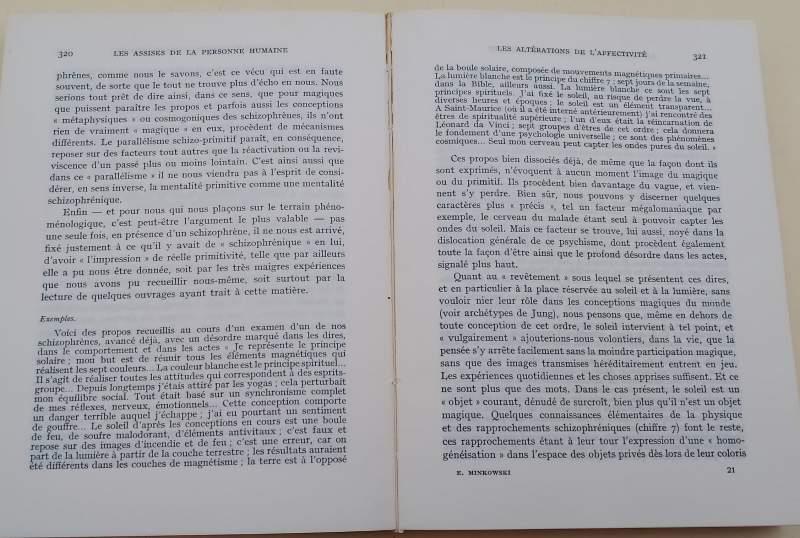 320 LES ASSISES DE LA PERSONNE HUMAINE
phrènes, comme nous le savons, c'est ce vécu qui est en faute
souvent, de sorte que le tout ne trouve plus d'écho en nous. Nous
serions tout prêt de dire ainsi, dans ce sens, que pour magiques
que puissent paraître les propos et parfois aussi les conceptions
« métaphysiques » ou cosmogoniques des schizophrènes, ils n'ont
rien de vraiment « magique » en eux, procèdent de mécanismes
différents. Le parallélisme schizo-primitif paraît, en conséquence,
reposer sur des facteurs tout autres que la réactivation ou la revi-
viscence d'un passé plus ou moins lointain. C'est ainsi aussi que
dans ce « parallélisme » il ne nous viendra pas à l'esprit de consi-
dérer, en sens inverse, la mentalité primitive comme une mentalité
schizophrénique.
Enfin — et pour nous qui nous plaçons sur le terrain phéno-
ménologique, c'est peut-être l'argument le plus valable — pas
une seule fois, en présence d'un schizophrène, il ne nous est arrivé,
fixé justement à ce qu'il y avait de « schizophrénique » en lui,
d'avoir « l'impression » de réelle primitivité, telle que par ailleurs
elle a pu nous être donnée, soit par les très maigres expériences
que nous avons pu recueillir nous-même, soit surtout par la
lecture de quelques ouvrages ayant trait à cette matière.
Exemples.
Voici des propos recueillis au cours d'un examen d'un de nos
schizophrènes, avancé déjà, avec un désordre marqué dans les dires,
dans le comportement et dans les actes « Je représente le principe
solaire ; mon but est de réunir tous les éléments magnétiques qui
réalisent les sept couleurs... La couleur blanche est le principe spirituel...
Il s'agit de réaliser toutes les attitudes qui correspondent à des esprits-
groupe... Depuis longtemps j'étais attiré par les yogas ; cela perturbait
mon équilibre social. Tout était basé sur un synchronisme complet
de mes réflexes, nerveux, émotionnels... Cette conception comporte
un danger terrible auquel j'échappe ; j'ai eu pourtant un sentiment
de gouffre... Le soleil d'après les conceptions en cours est une boule
de feu, de soufre malodorant, d'éléments antivitaux ; c'est faux et
repose sur des images d'incendie et de feu ; c'est une erreur, car on
part de la lumière à partir de la couche terrestre ; les résultats auraient
été différents dans les couches de magnétisme ; la terre est à l'opposé
LES ALTÉRATIONS DE L'AFFECTIVITÉ 321
de la boule solaire, composée de mouvements magnétiques primaires...
La lumière blanche est le principe du chiffre 7 ; sept jours de la semaine,
dans la Bible, ailleurs aussi. La lumière blanche ce sont les sept
principes spirituels. J'ai fixé le soleil, au risque de perdre la vue, à
diverses heures et époques ; le soleil est un élément transparent...
A Saint-Maurice (où il a été interné antérieurement) j'ai rencontré des
êtres de spiritualité supérieure ; l'un d'eux était la réincarnation de
Léonard da Vinci ; sept groupes d'êtres de cet ordre ; cela donnera
le fondement d'une psychologie universelle ; ce sont des phénomènes
cosmiques... Seul mon cerveau peut capter les ondes pures du soleil. »
Ces propos bien dissociés déjà, de même que la façon dont ils
sont exprimés, n'évoquent à aucun moment l'image du magique
ou du primitif. Ils procèdent bien davantage du vague, et vien-
nent s'y perdre. Bien sûr, nous pouvons y discerner quelques
caractères plus « précis », tel un facteur mégalomaniaque par
exemple, le cerveau du malade étant seul à pouvoir capter les
ondes du soleil. Mais ce facteur se trouve, lui aussi, noyé dans la
dislocation générale de ce psychisme, dont procèdent également
toute la façon d'être ainsi que le profond désordre dans les actes,
signalé plus haut.
Quant au « revêtement » sous lequel se présentent ces dires,
et en particulier à la place réservée au soleil et à la lumière, sans
vouloir nier leur rôle dans les conceptions magiques du monde
(voir archétypes de Jung), nous pensons que, même en dehors de
toute conception de cet ordre, le soleil intervient à tel point, et
« vulgairement » ajouterions-nous volontiers, dans la vie, que la
pensée s'y arrête facilement sans la moindre participation magique,
sans que des images transmises héréditairement entrent en jeu.
Les expériences quotidiennes et les choses apprises suffisent. Et ce
ne sont plus que des mots. Dans le cas présent, le soleil est un
« objet » courant, dénudé de surcroît, bien plus qu'il n'est un objet
magique. Quelques connaissances élémentaires de la physique
et des rapprochements schizophréniques (chiffre 7) font le reste,
ces rapprochements étant à leur tour l'expression d'une « homo-
généisation » dans l'espace des objets privés dès lors de leur coloris
E. MINKOWSKI 21